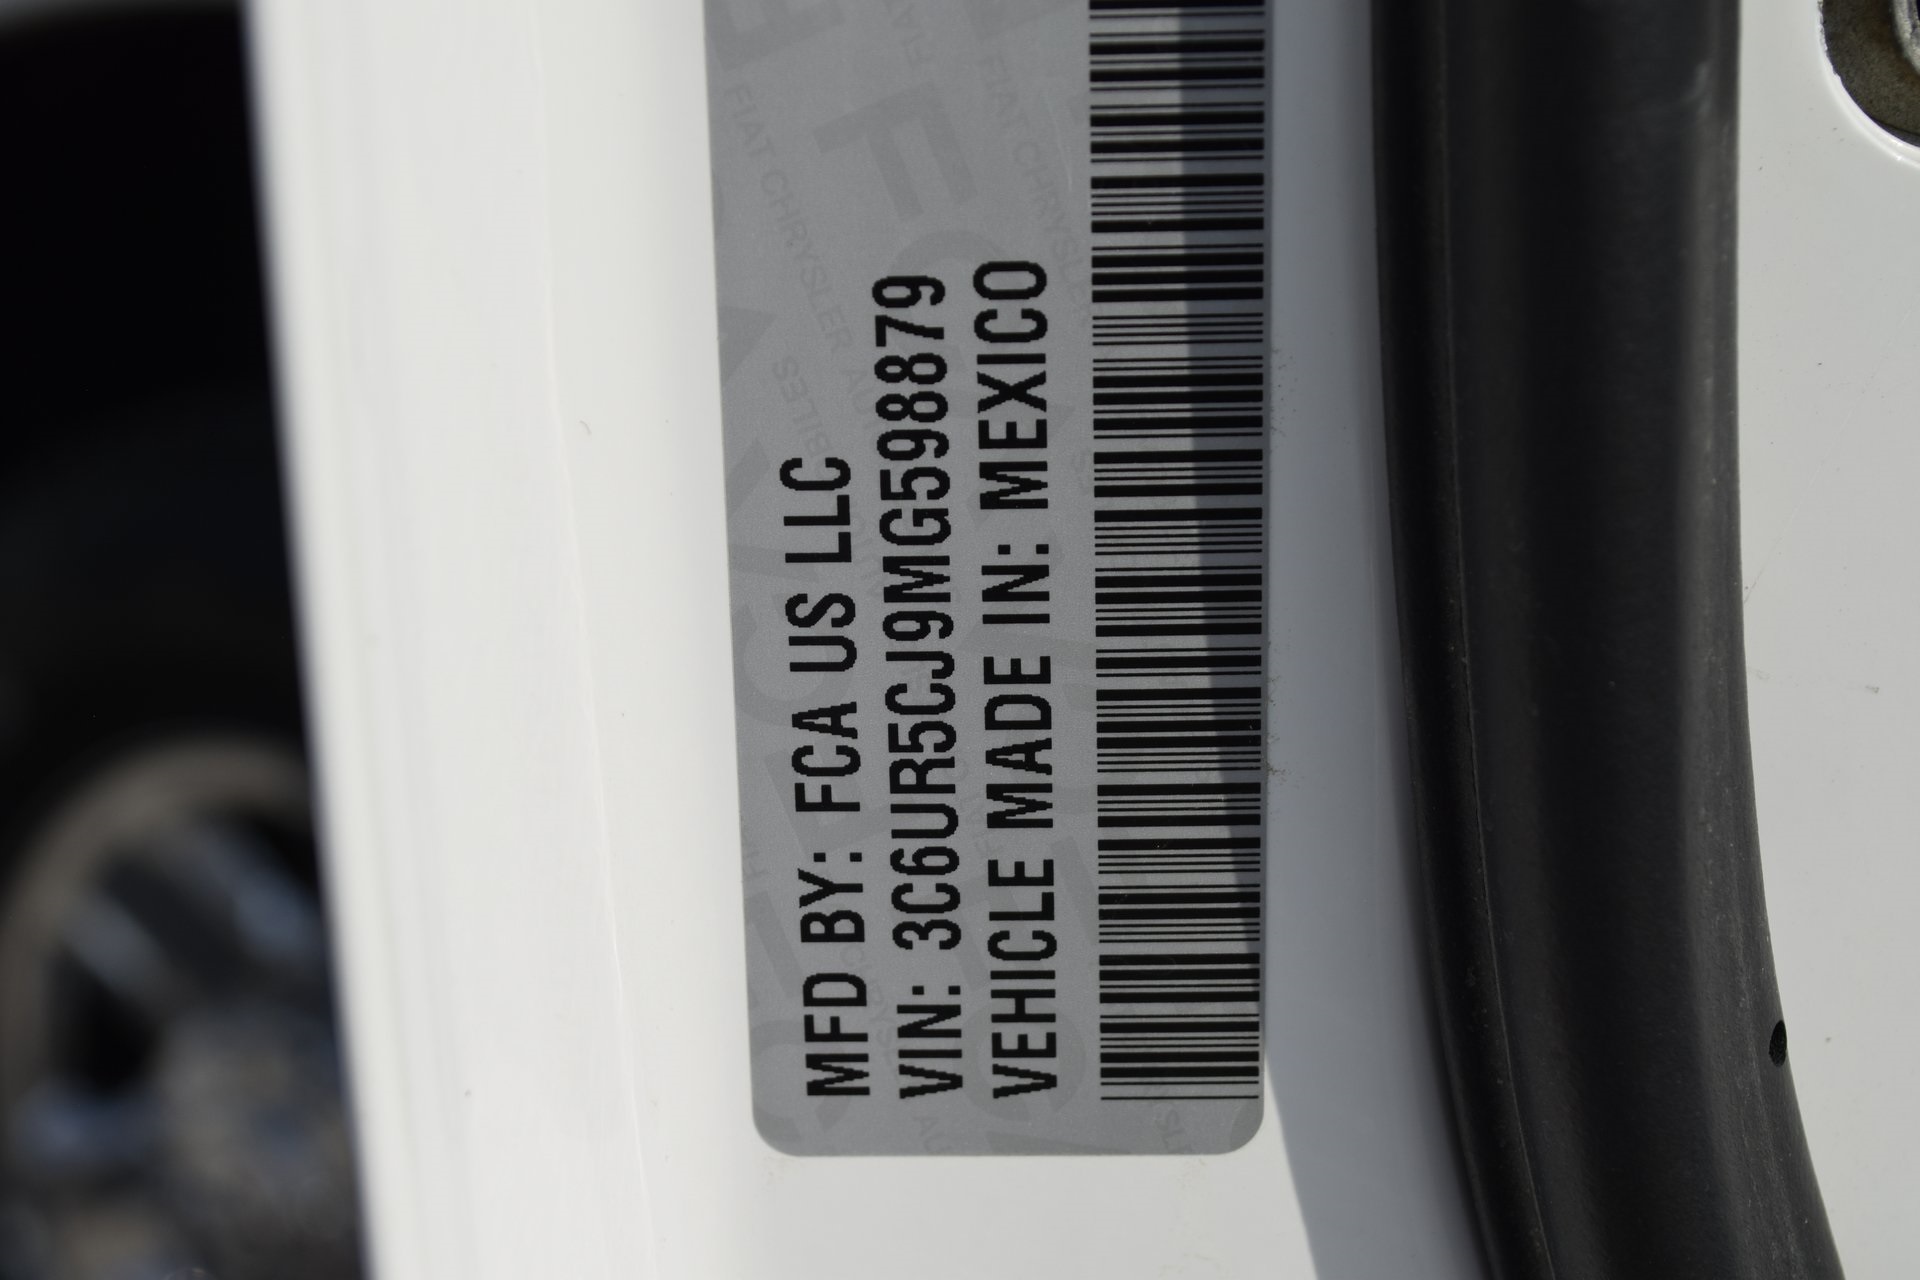 MFD BY: FCA US LLC
VIN: 3C6UR5CJ9MG598879
VEHICLE MADE IN: MEXICO